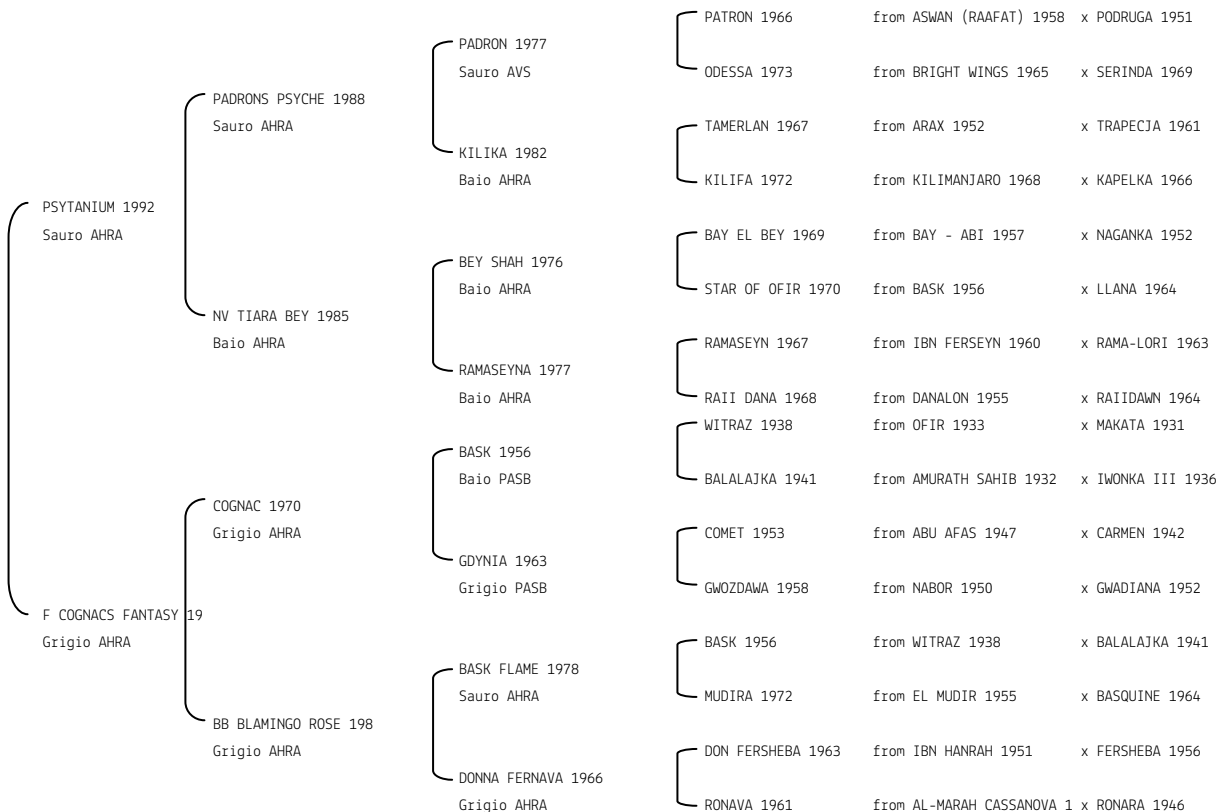 PATRON 1966 from ASWAN (RAAFAT) 1958 x PODRUGA 1951
PADRON 1977
Sauro AVS
ODESSA 1973 from BRIGHT WINGS 1965 x SERINDA 1969
PADRONS PSYCHE 1988
Sauro AHRA
TAMERLAN 1967 from ARAX 1952 x TRAPECJA 1961
KILIKA 1982
Baio AHRA
KILIFA 1972 from KILIMANJARO 1968 x KAPELKA 1966
PSYTANIUM 1992
Sauro AHRA
BAY EL BEY 1969 from BAY - ABI 1957 x NAGANKA 1952
BEY SHAH 1976
Baio AHRA
STAR OF OFIR 1970 from BASK 1956 x LLANA 1964
NV TIARA BEY 1985
Baio AHRA
RAMASEYN 1967 from IBN FERSEYN 1960 x RAMA-LORI 1963
RAMASEYNA 1977
Baio AHRA
RAII DANA 1968 from DANALON 1955 x RAIIDAWN 1964
WITRAZ 1938 from OFIR 1933 x MAKATA 1931
BASK 1956
Baio PASB
BALALAJKA 1941 from AMURATH SAHIB 1932 x IWONKA III 1936
COGNAC 1970
Grigio AHRA
COMET 1953 from ABU AFAS 1947 x CARMEN 1942
GDYNIA 1963
Grigio PASB
GWOZDAWA 1958 from NABOR 1950 x GWADIANA 1952
F COGNACS FANTASY 19
Grigio AHRA
BASK 1956 from WITRAZ 1938 x BALALAJKA 1941
BASK FLAME 1978
Sauro AHRA
MUDIRA 1972 from EL MUDIR 1955 x BASQUINE 1964
BB BLAMINGO ROSE 198
Grigio AHRA
DON FERSHEBA 1963 from IBN HANRAH 1951 x FERSHEBA 1956
DONNA FERNAVA 1966
Grigio AHRA
RONAVA 1961 from AL-MARAH CASSANOVA 1 x RONARA 1946